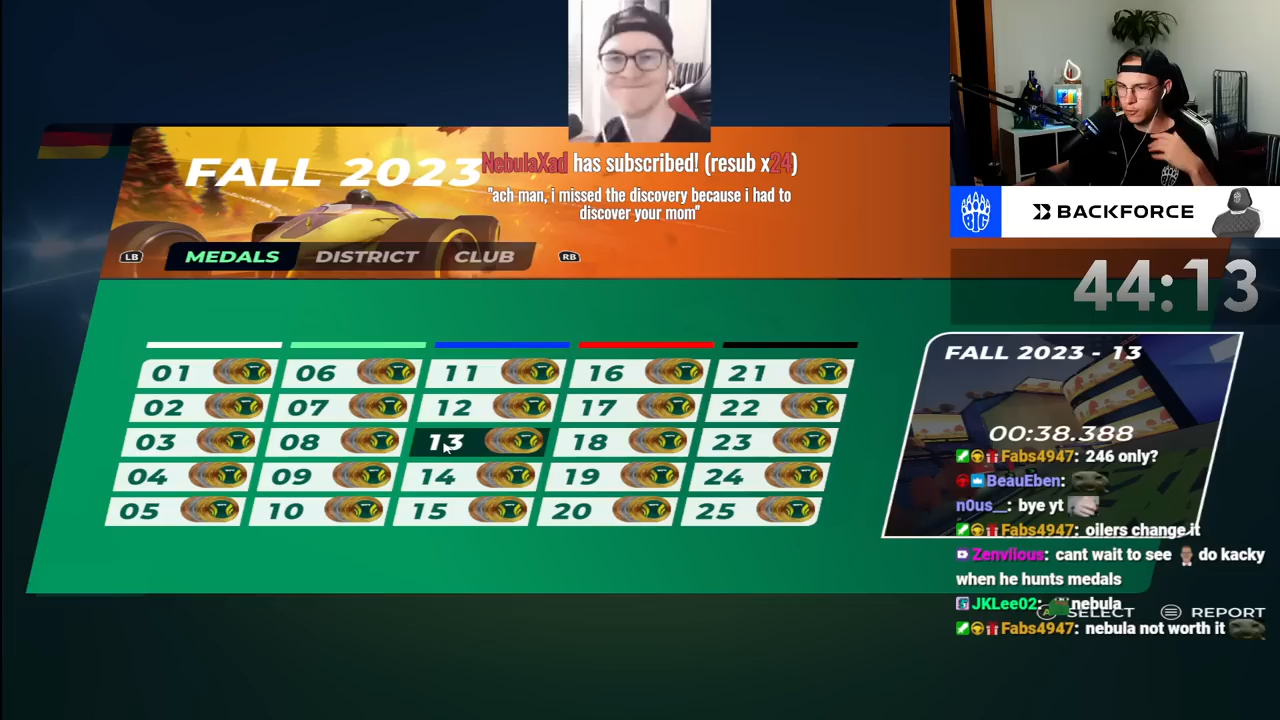 FALL 2023
NebulaXad has subscribed! (resub x24)
"ach man, i missed the discovery because i had to
discover your mom"
LB
MEDALS
DISTRICT
CLUB
RB
BACKFORCE
44:13
01
06
11
16
21
02
07
12
17
22
03
08
13
18
23
04
09
14
19
24
05
10
15
20
25
FALL 2023 - 13
00:38.388
Fabs4947: 246 only?
BeauEben:
n0us__: bye yt
Fabs4947: oilers change it
Zenvilous: cant wait to see do kacky
when he hunts medals
JKLee02: nebula
SELECT
REPORT
Fabs4947: nebula not worth it